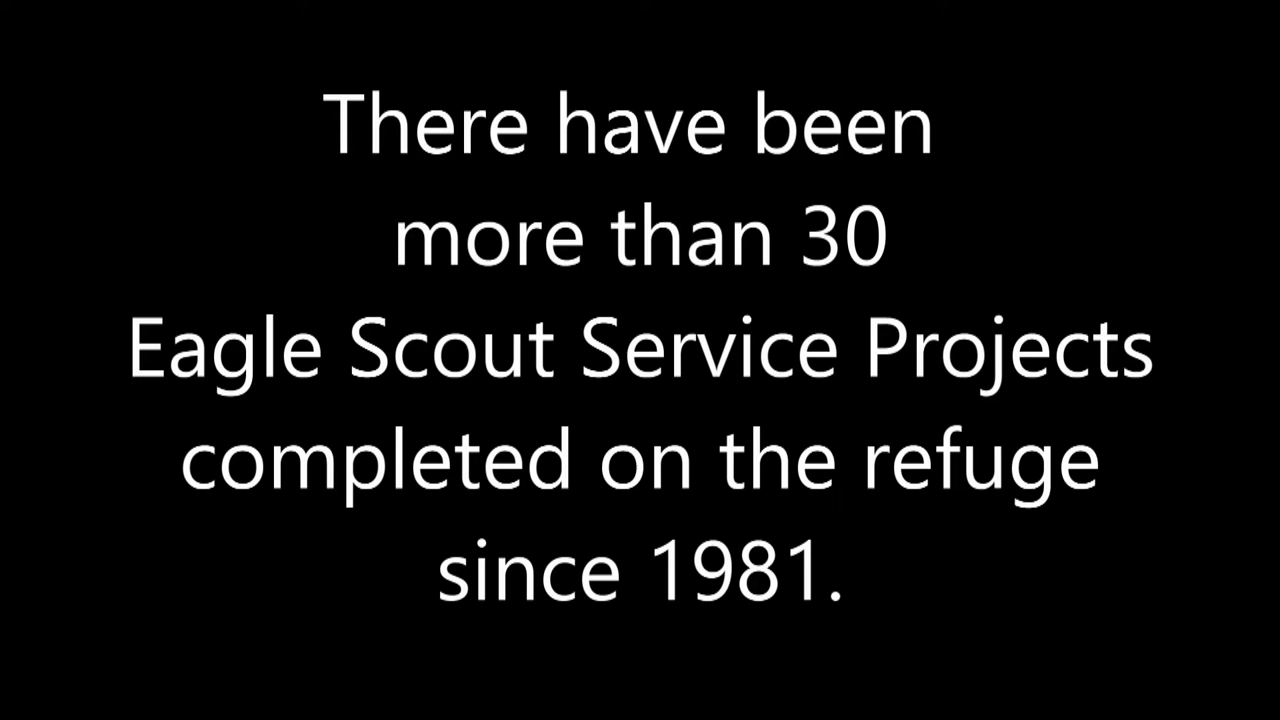 There have been
more than 30
Eagle Scout Service Projects
completed on the refuge
since 1981.